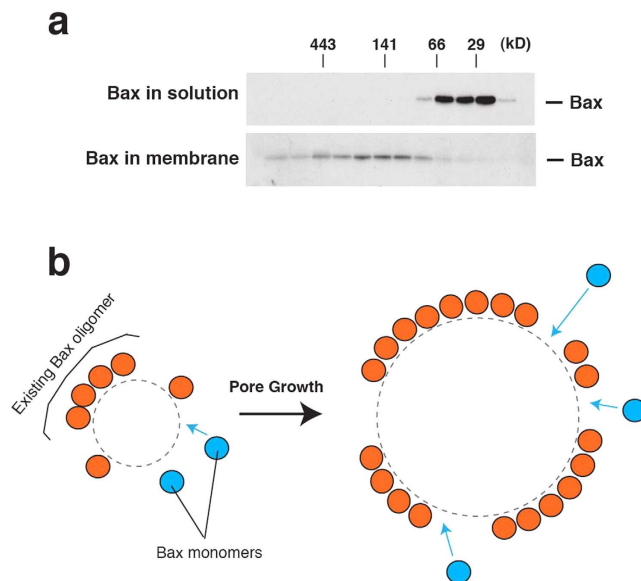 a
443 141 66 29 (kD)
Bax in solution
Bax
Bax in membrane
Bax
b
Existing Bax oligomer
Pore Growth
Bax monomers